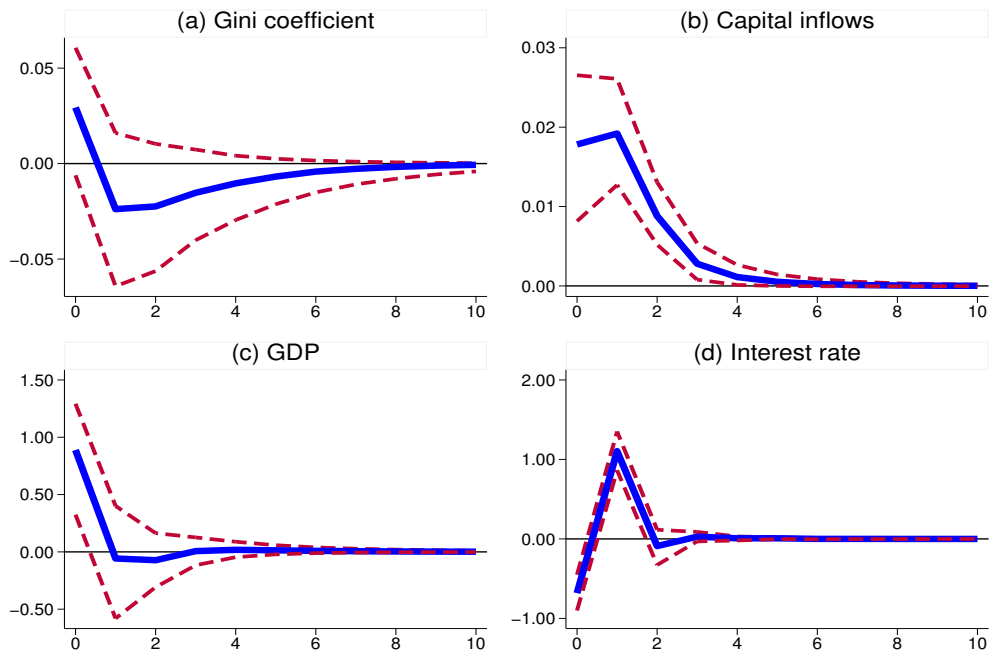 (a) Gini coefficient
0.05
0.00
−0.05
0 2 4 6 8 10
(b) Capital inflows
0.03
0.02
0.01
0.00
0 2 4 6 8 10
(c) GDP
1.50
1.00
0.50
0.00
−0.50
0 2 4 6 8 10
(d) Interest rate
2.00
1.00
0.00
−1.00
0 2 4 6 8 10